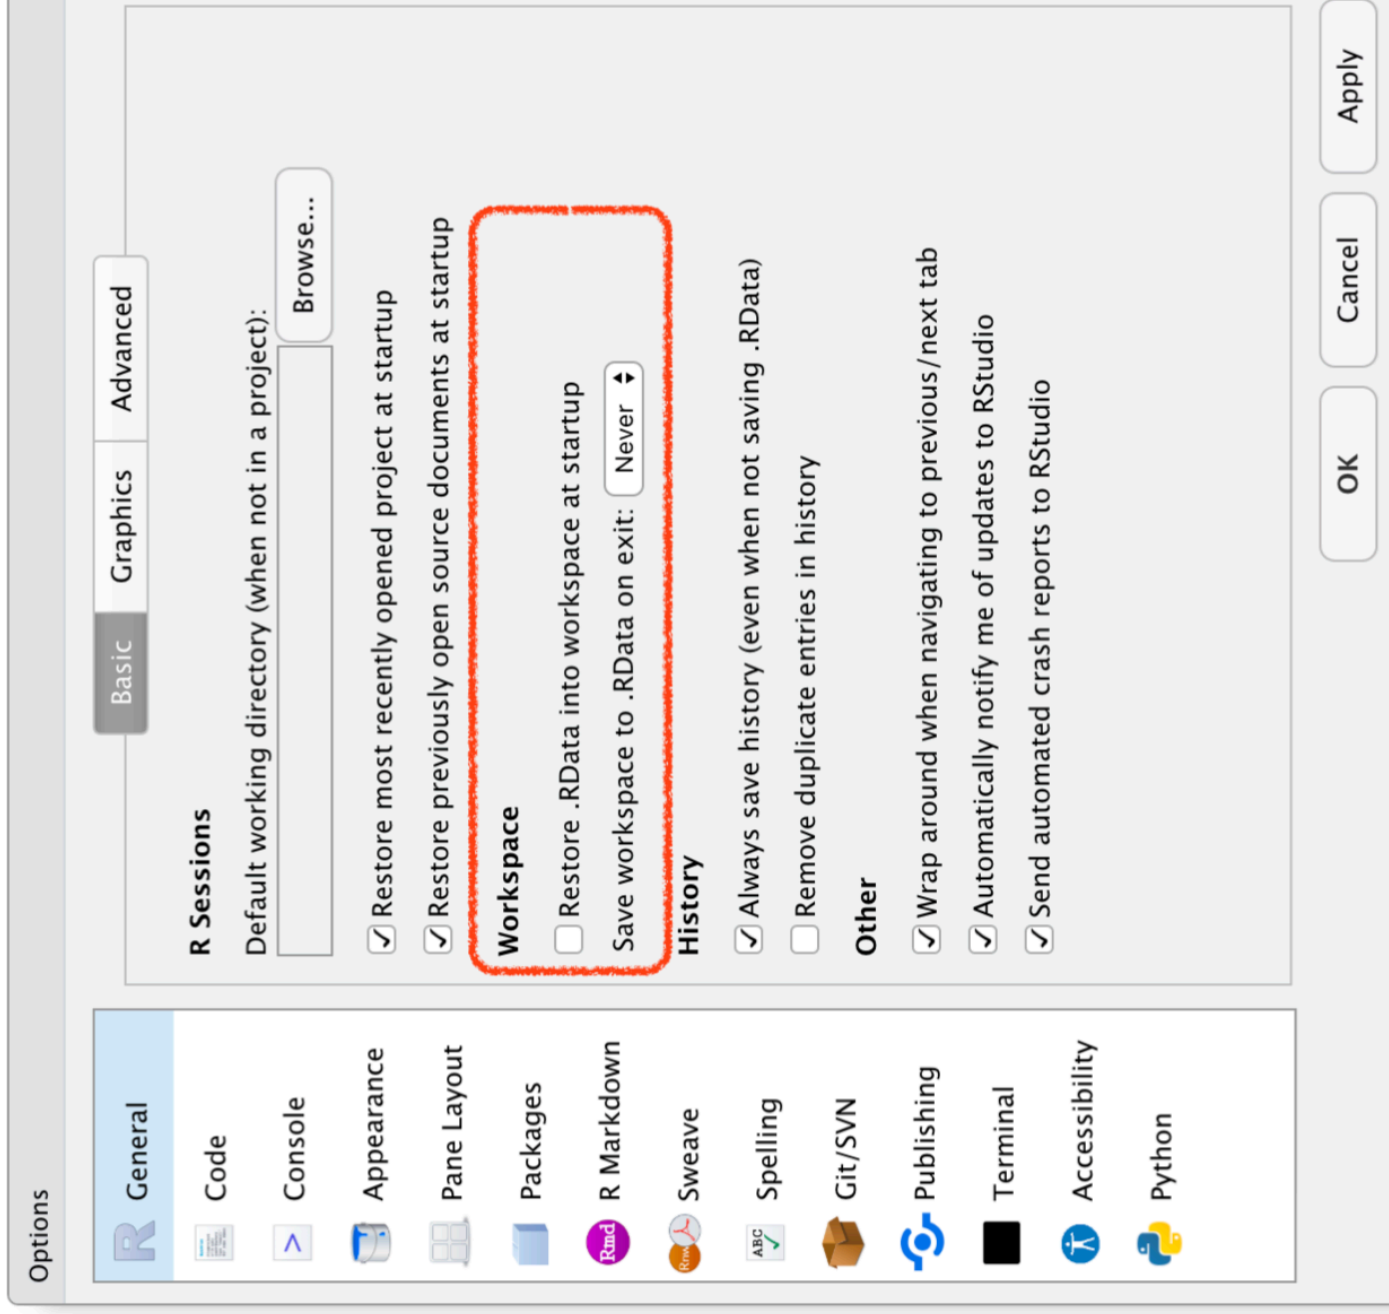 Options
General
Code
Console
Appearance
Pane Layout
Packages
R Markdown
Sweave
Spelling
Git/SVN
Publishing
Terminal
Accessibility
Python
Basic Graphics Advanced
R Sessions
Default working directory (when not in a project):
Browse...
Restore most recently opened project at startup
Restore previously open source documents at startup
Workspace
Restore .RData into workspace at startup
Save workspace to .RData on exit: Never
History
Always save history (even when not saving .RData)
Remove duplicate entries in history
Other
Wrap around when navigating to previous/next tab
Automatically notify me of updates to RStudio
Send automated crash reports to RStudio
OK Cancel Apply
R
Rmd
Rnw
ABC